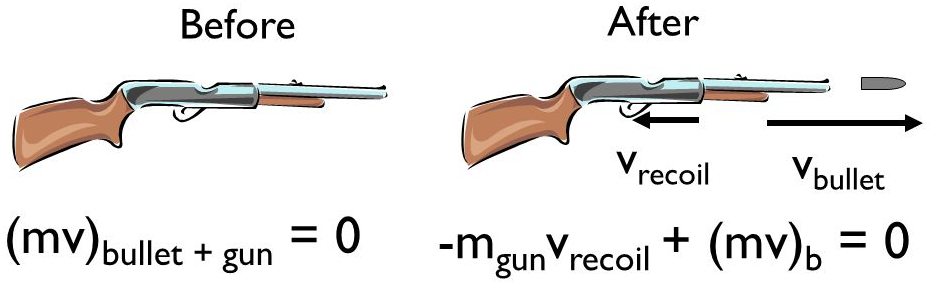 Before
After
v_recoil
v_bullet
(mv)_bullet + gun = 0
-m_gun v_recoil + (mv)_b = 0